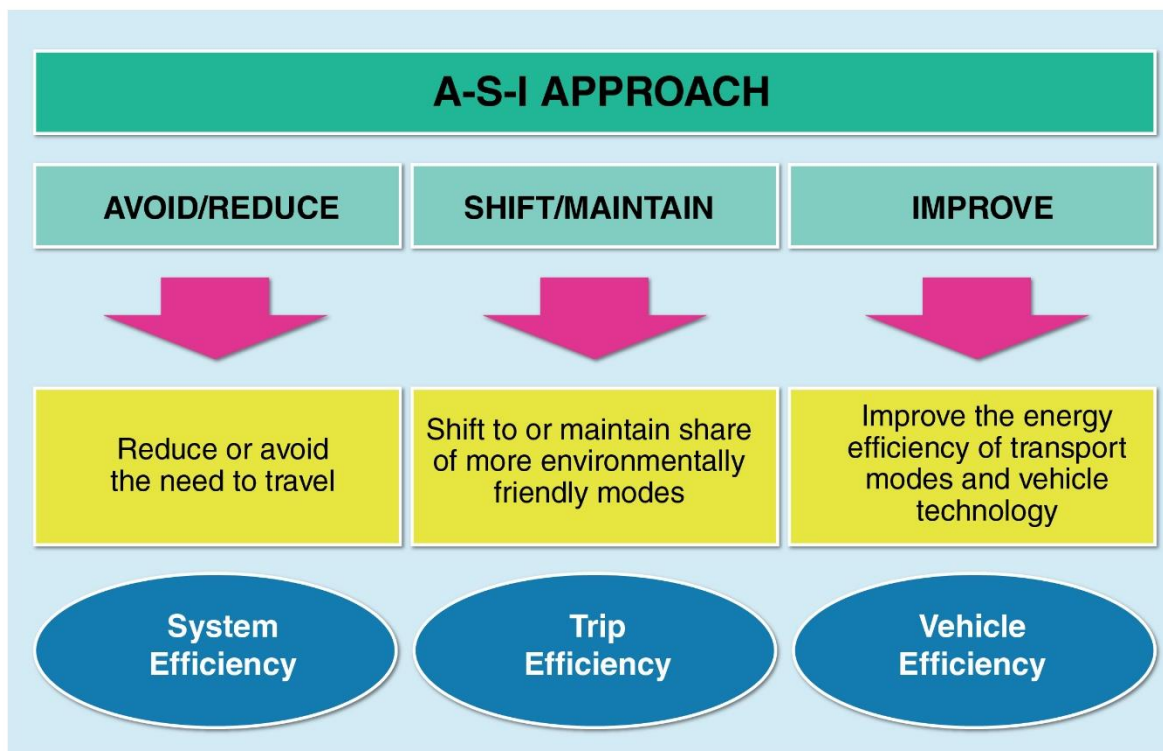 A-S-I APPROACH
AVOID/REDUCE
SHIFT/MAINTAIN
IMPROVE
Reduce or avoid
the need to travel
Shift to or maintain share
of more environmentally
friendly modes
Improve the energy
efficiency of transport
modes and vehicle
technology
System
Efficiency
Trip
Efficiency
Vehicle
Efficiency